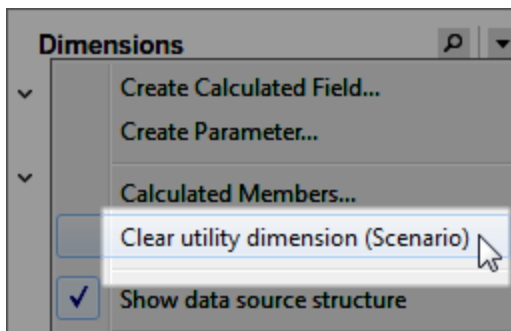 Dimensions
Create Calculated Field...
Create Parameter...
Calculated Members...
Clear utility dimension (Scenario)
Show data source structure